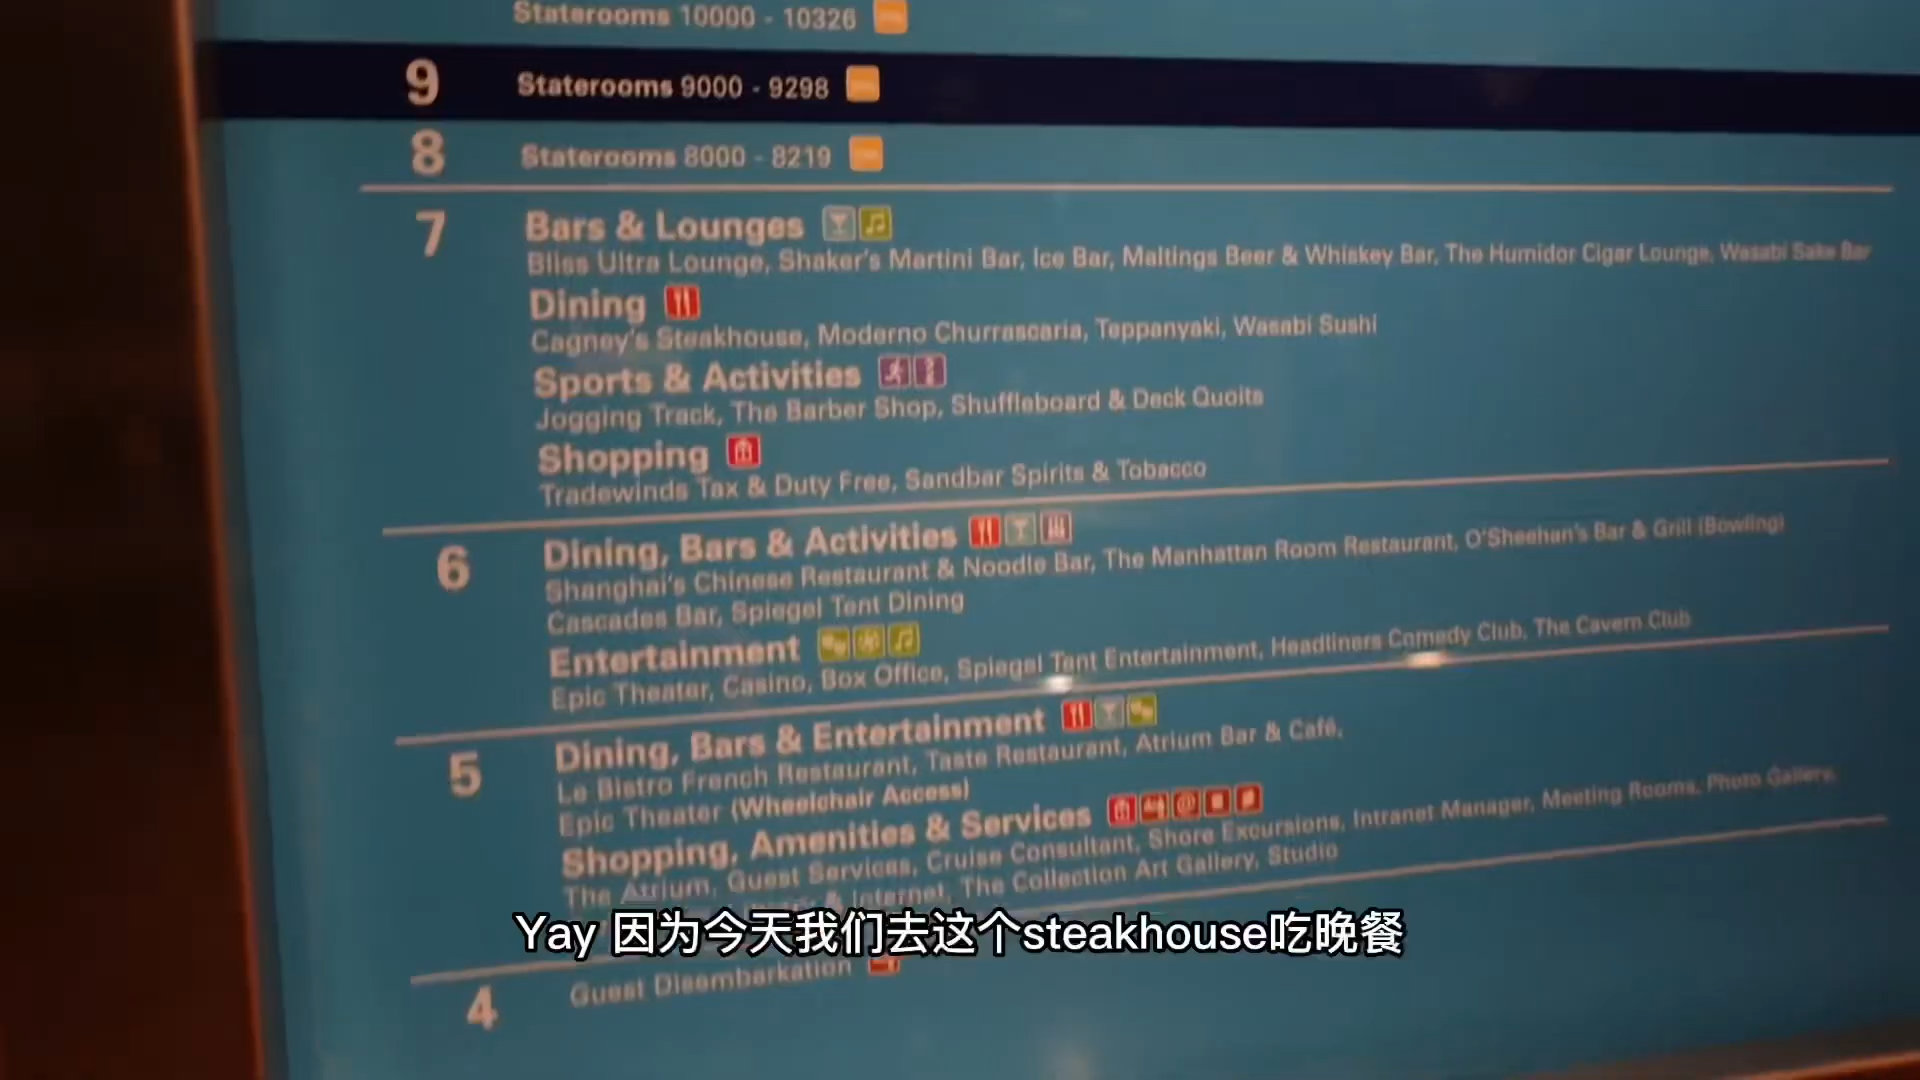 Staterooms 10000 - 10326
9 Staterooms 9000 - 9298
8 Staterooms 8000 - 8219
7 Bars & Lounges
Bliss Ultra Lounge, Shaker's Martini Bar, Ice Bar, Maltings Beer & Whiskey Bar, The Humidor Cigar Lounge, Wasabi Sake Bar
Dining
Cagney's Steakhouse, Moderno Churrascaria, Teppanyaki, Wasabi Sushi
Sports & Activities
Jogging Track, The Barber Shop, Shuffleboard & Deck Quoits
Shopping
Tradewinds Tax & Duty Free, Sandbar Spirits & Tobacco
6 Dining, Bars & Activities
Shanghai's Chinese Restaurant & Noodle Bar, The Manhattan Room Restaurant, O'Sheehan's Bar & Grill (Bowling)
Cascades Bar, Spiegel Tent Dining
Entertainment
Epic Theater, Casino, Box Office, Spiegel Tent Entertainment, Headliners Comedy Club, The Cavern Club
5 Dining, Bars & Entertainment
Le Bistro French Restaurant, Taste Restaurant, Atrium Bar & Café,
Epic Theater (Wheelchair Access)
Shopping, Amenities & Services
The Atrium, Guest Services, Cruise Consultant, Shore Excursions, Intranet Manager, Meeting Rooms, Photo Gallery,
& Internet, The Collection Art Gallery, Studio
Yay 因为今天我们去这个steakhouse吃晚餐
4 Guest Disembarkation